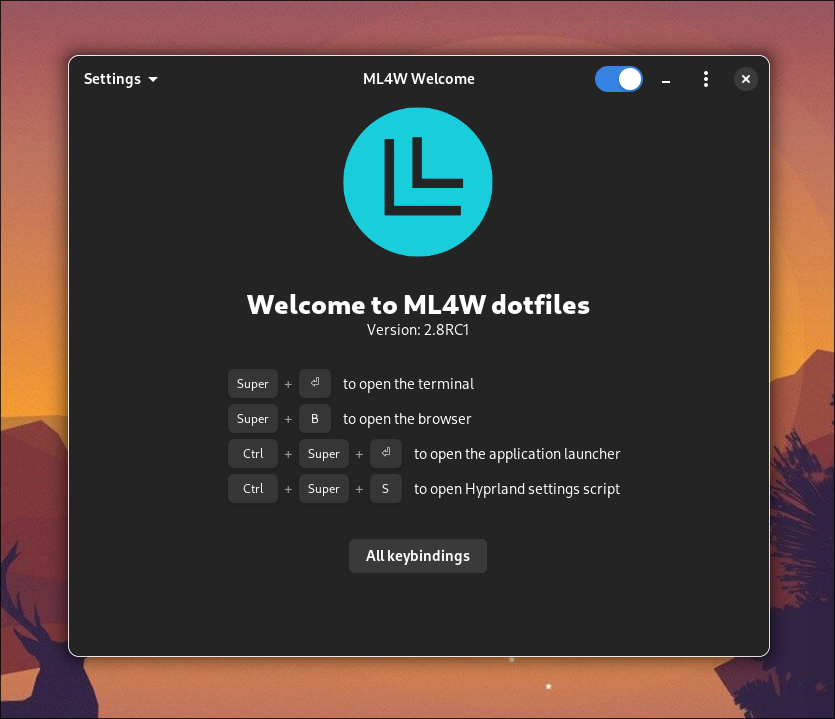 Settings
ML4W Welcome
Welcome to ML4W dotfiles
Version: 2.8RC1
Super + ⏎ to open the terminal
Super + B to open the browser
Ctrl + Super + ⏎ to open the application launcher
Ctrl + Super + S to open Hyprland settings script
All keybindings